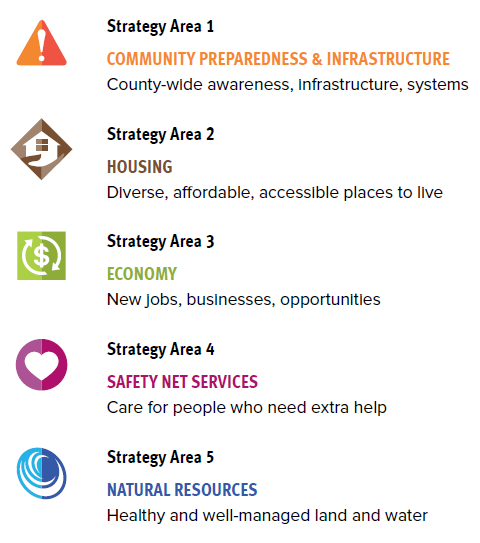 Strategy Area 1
COMMUNITY PREPAREDNESS & INFRASTRUCTURE
County-wide awareness, infrastructure, systems
Strategy Area 2
HOUSING
Diverse, affordable, accessible places to live
Strategy Area 3
$
ECONOMY
New jobs, businesses, opportunities
Strategy Area 4
SAFETY NET SERVICES
Care for people who need extra help
Strategy Area 5
NATURAL RESOURCES
Healthy and well-managed land and water